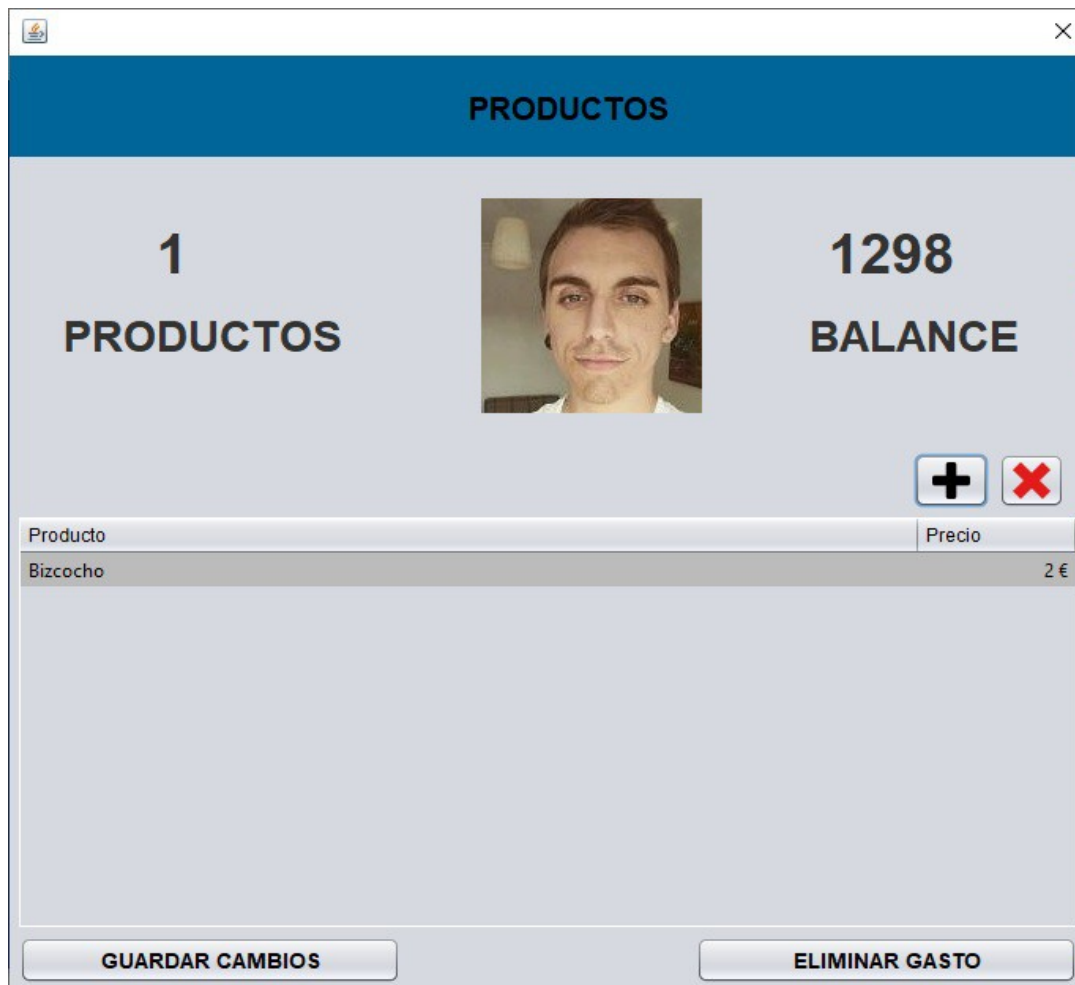 PRODUCTOS
1
1298
PRODUCTOS
BALANCE
Producto
Precio
Bizcocho
2 €
GUARDAR CAMBIOS
ELIMINAR GASTO